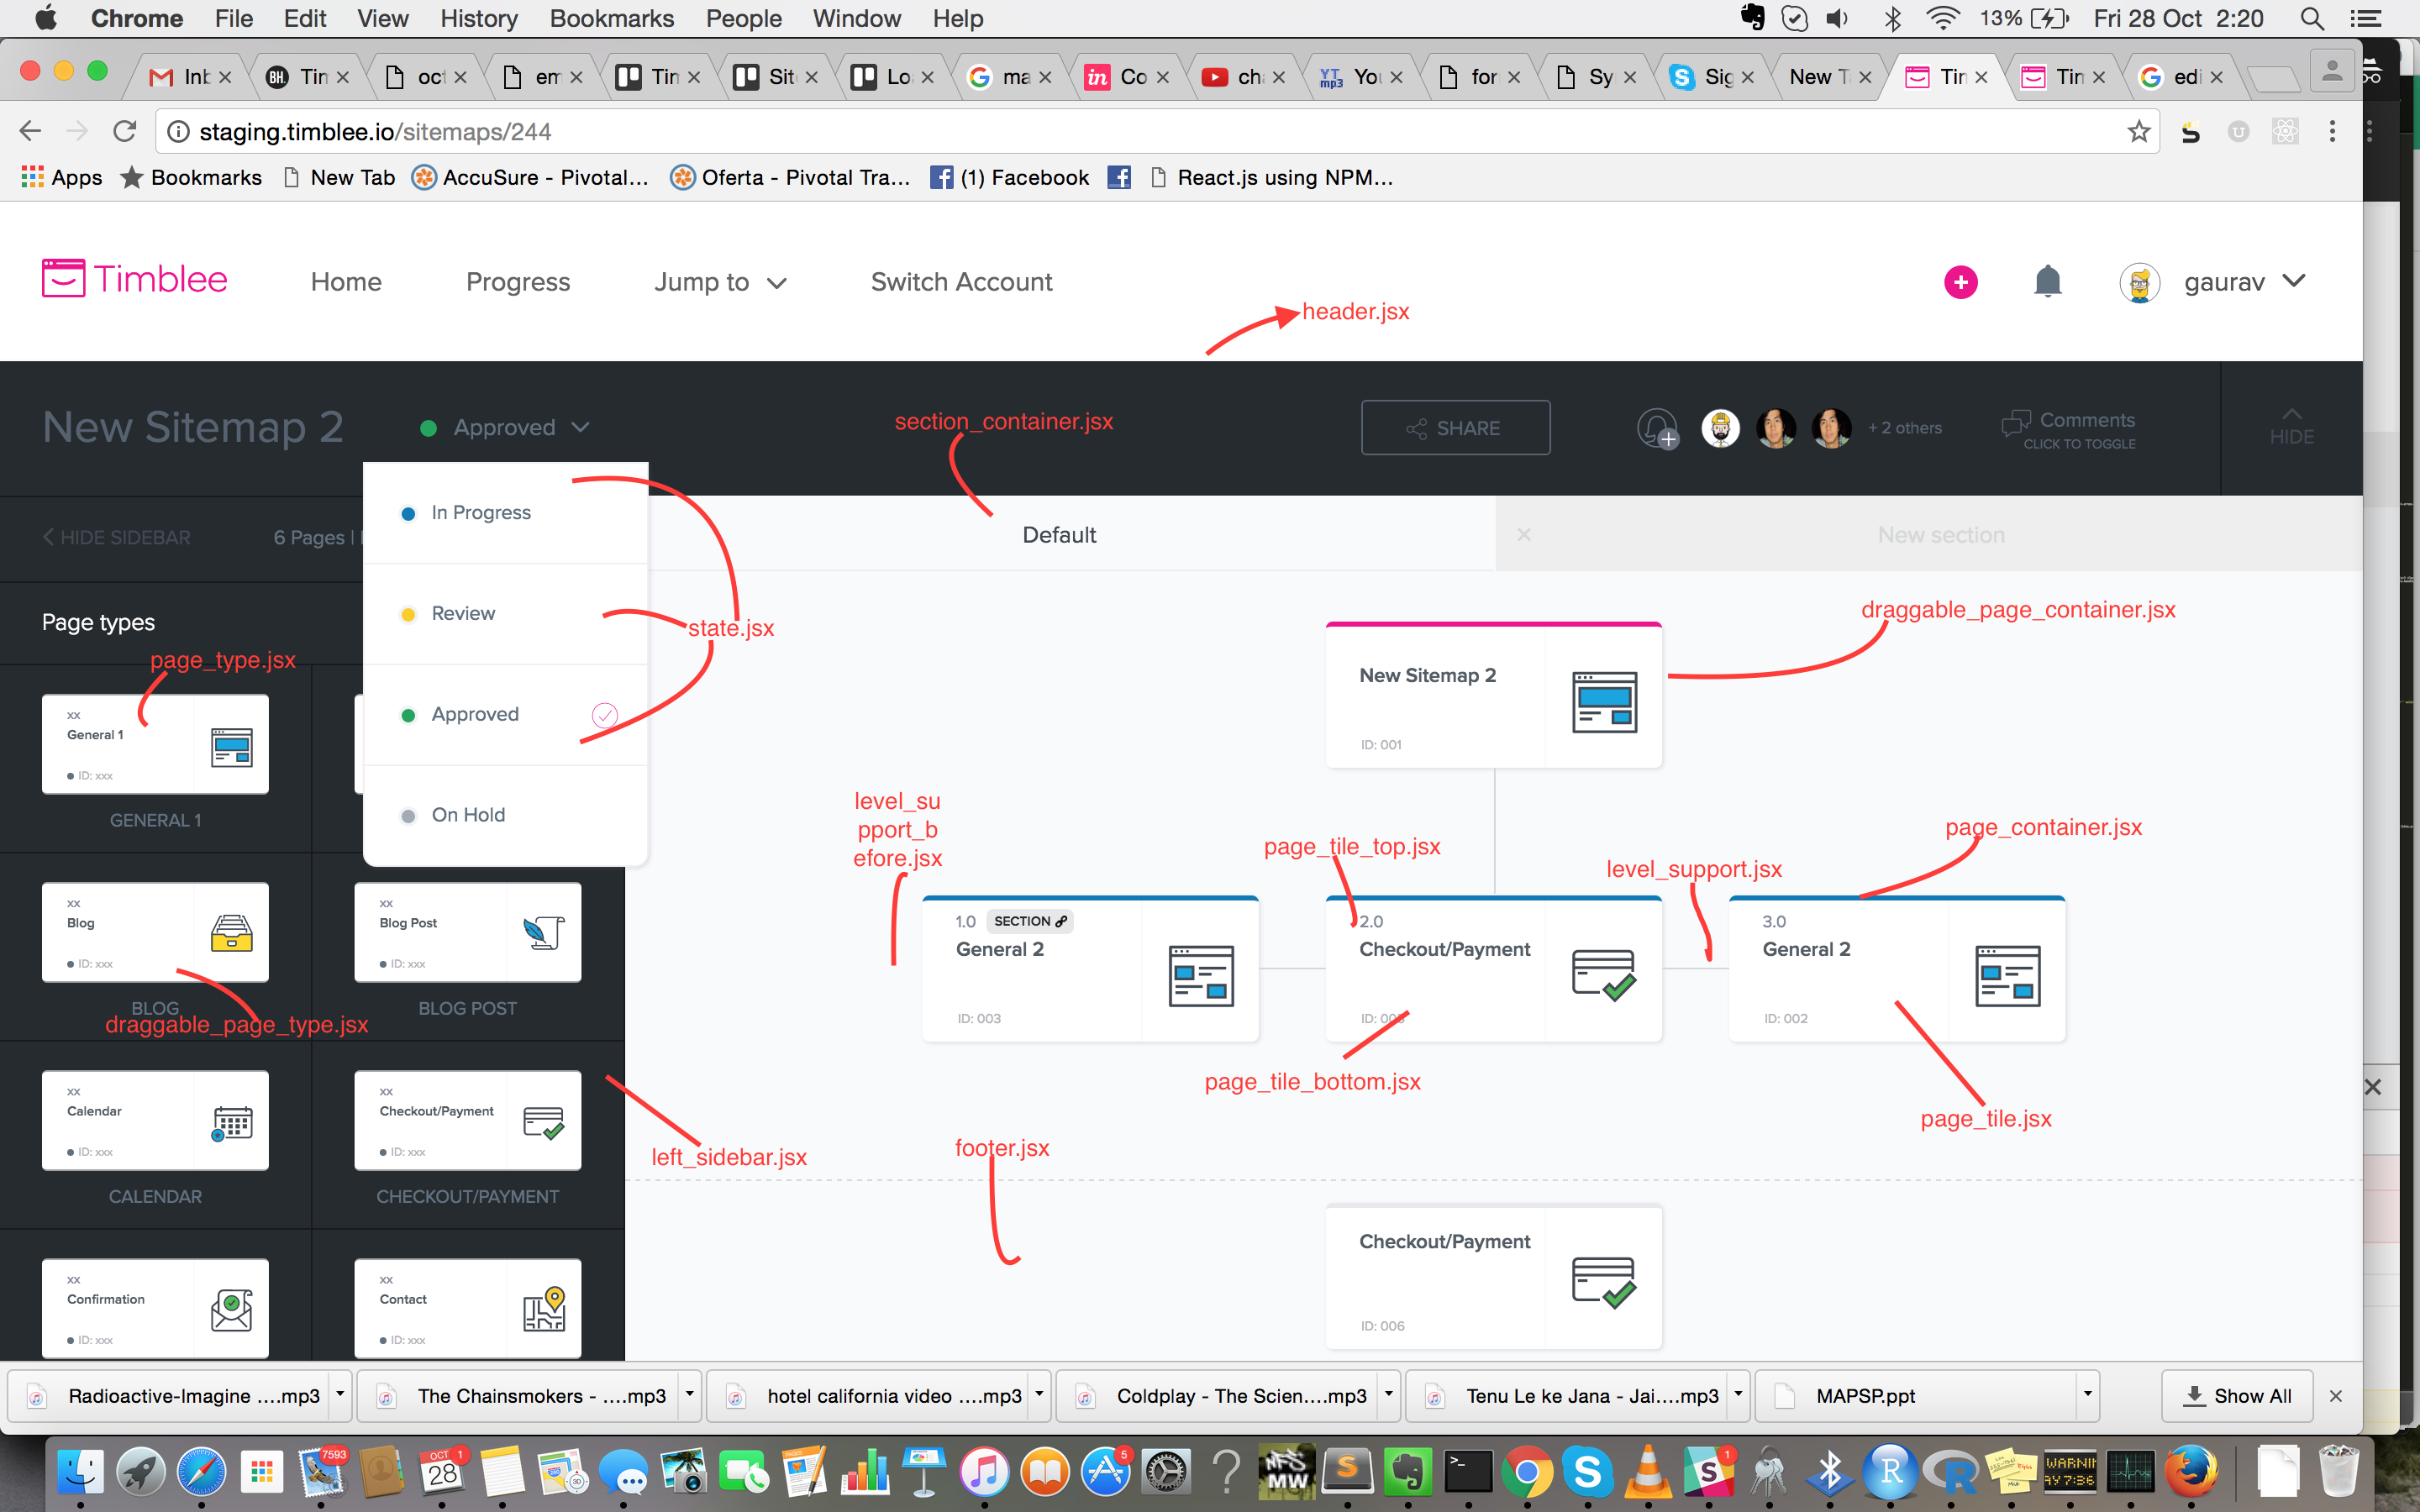 Chrome File Edit View History Bookmarks People Window Help 13% Fri 28 Oct 2:20
Inb Tin oct em Tin Sit Lo ma Co ch You for Sy Sig New T Tin Tin edi
staging.timblee.io/sitemaps/244
Apps Bookmarks New Tab AccuSure - Pivotal... Oferta - Pivotal Tra... (1) Facebook React.js using NPM...
Timblee Home Progress Jump to Switch Account gaurav
header.jsx
New Sitemap 2 Approved section_container.jsx SHARE + 2 others Comments
CLICK TO TOGGLE
HIDE
HIDE SIDEBAR 6 Pages |
In Progress
Review
Approved
On Hold
state.jsx
Default
New section
Page types
page_type.jsx
xx
General 1
ID: xxx
GENERAL 1
xx
Blog
ID: xxx
BLOG
draggable_page_type.jsx
xx
Blog Post
ID: xxx
BLOG POST
xx
Calendar
ID: xxx
CALENDAR
xx
Checkout/Payment
ID: xxx
CHECKOUT/PAYMENT
xx
Confirmation
ID: xxx
xx
Contact
ID: xxx
left_sidebar.jsx
draggable_page_container.jsx
New Sitemap 2
ID: 001
level_su
pport_b
efore.jsx
page_tile_top.jsx
level_support.jsx
page_container.jsx
1.0 SECTION
General 2
ID: 003
2.0
Checkout/Payment
page_tile_bottom.jsx
3.0
General 2
ID: 002
page_tile.jsx
footer.jsx
Checkout/Payment
ID: 006
Radioactive-Imagine ....mp3 The Chainsmokers - ....mp3 hotel california video ....mp3 Coldplay - The Scien....mp3 Tenu Le ke Jana - Jai....mp3 MAPSP.ppt Show All
7593 OCT 28 1 5 1